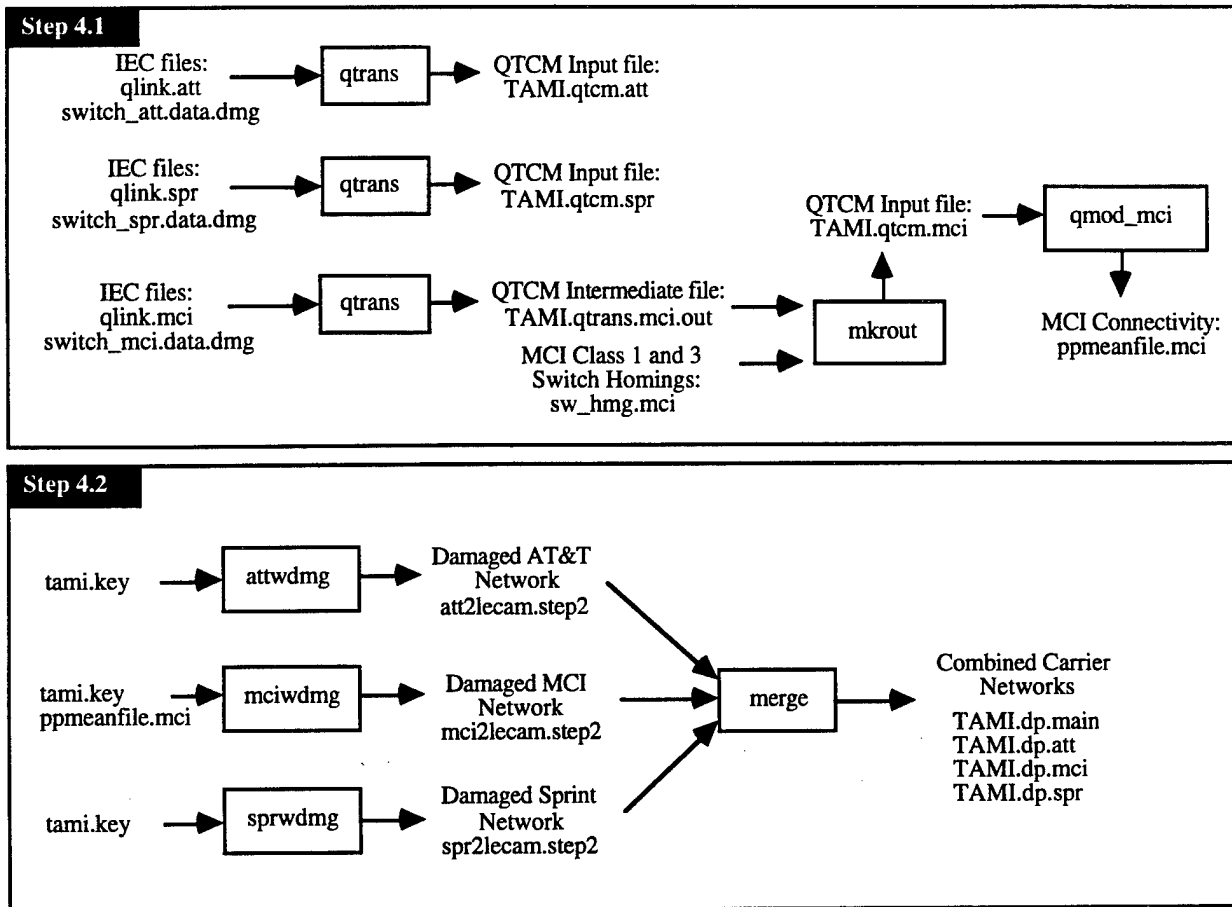 Step 4.1
IEC files:
qlink.att
switch_att.data.dmg
qtrans
QTCM Input file:
TAMI.qtcm.att
IEC files:
qlink.spr
switch_spr.data.dmg
qtrans
QTCM Input file:
TAMI.qtcm.spr
IEC files:
qlink.mci
switch_mci.data.dmg
qtrans
QTCM Intermediate file:
TAMI.qtrans.mci.out
MCI Class 1 and 3
Switch Homings:
sw_hmg.mci
mkrout
QTCM Input file:
TAMI.qtcm.mci
qmod_mci
MCI Connectivity:
ppmeanfile.mci
Step 4.2
tami.key
attwdmg
Damaged AT&T
Network
att2lecam.step2
tami.key
ppmeanfile.mci
mciwdmg
Damaged MCI
Network
mci2lecam.step2
tami.key
sprwdmg
Damaged Sprint
Network
spr2lecam.step2
merge
Combined Carrier
Networks
TAMI.dp.main
TAMI.dp.att
TAMI.dp.mci
TAMI.dp.spr